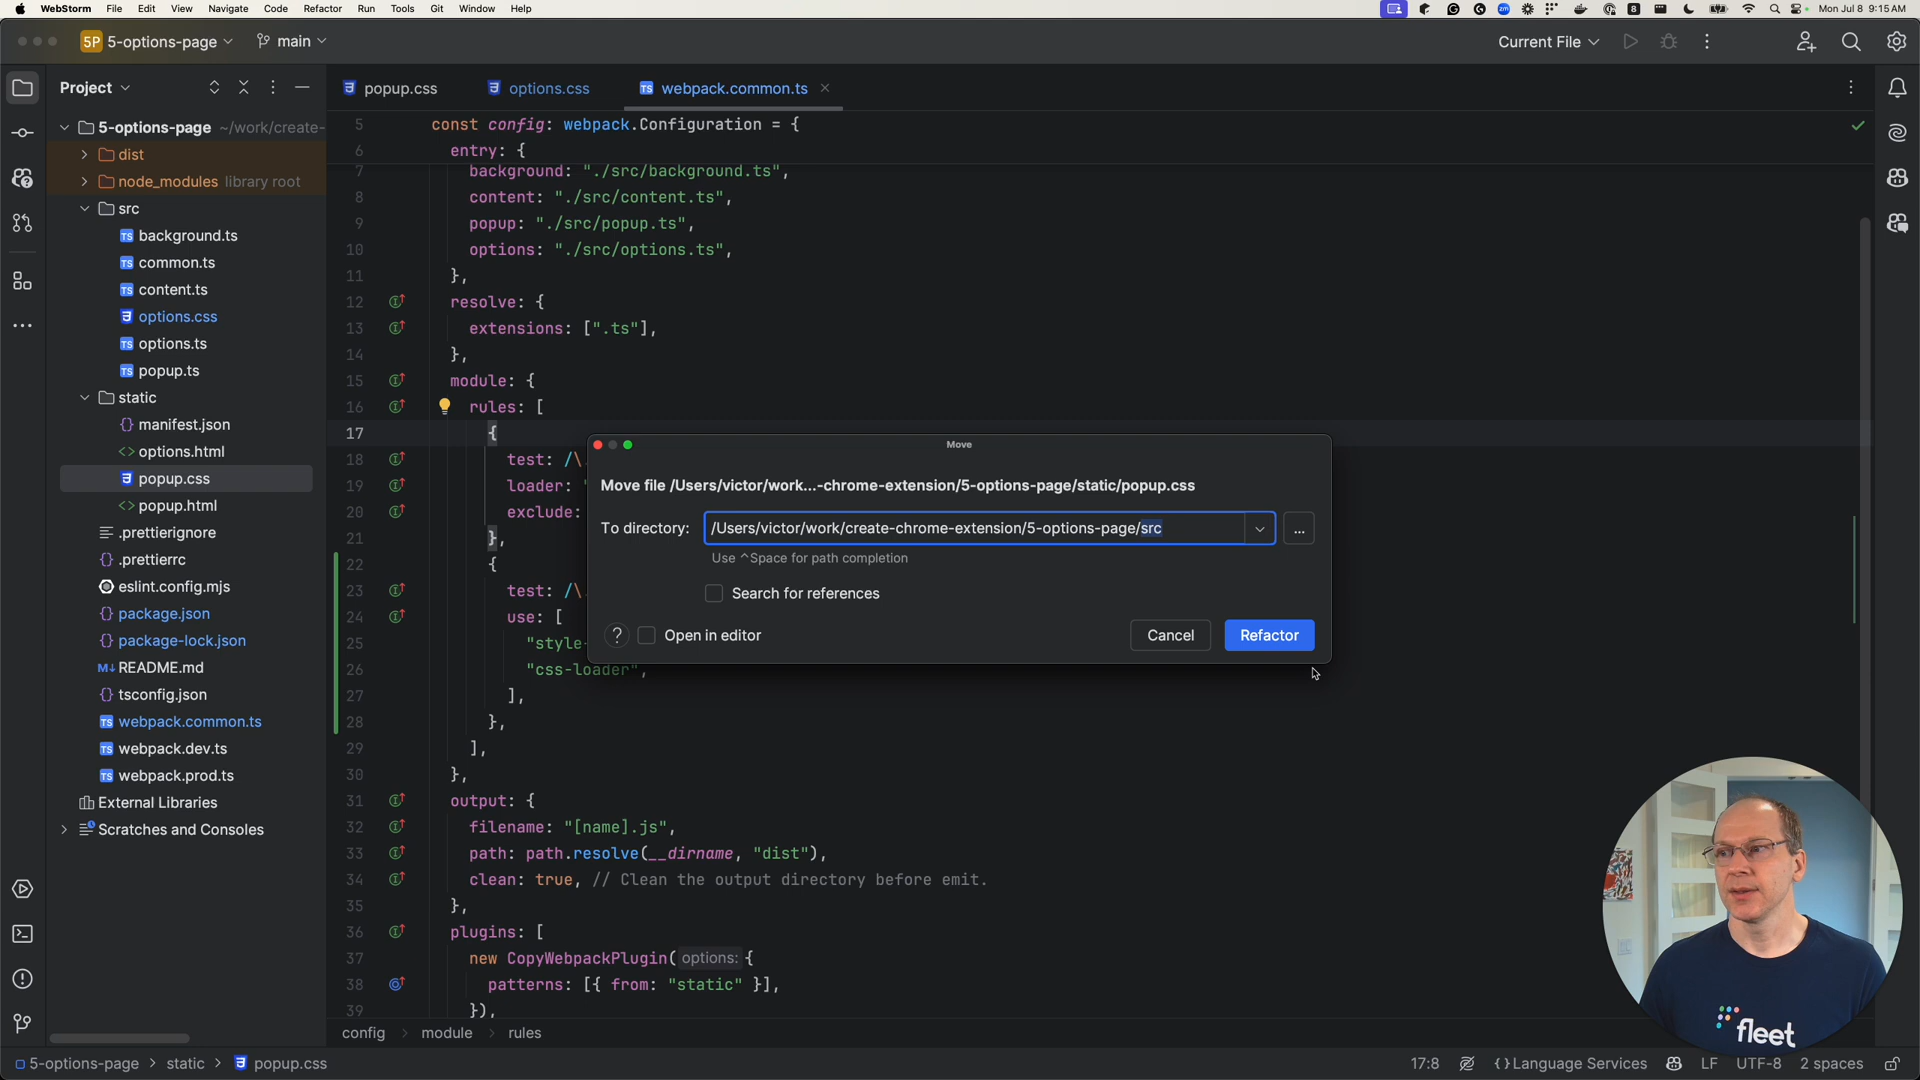 WebStorm File Edit View Navigate Code Refactor Run Tools Git Window Help
8 Mon Jul 8 9:15 AM
5P 5-options-page main Current File
Project
popup.css options.css webpack.common.ts
5-options-page ~/work/create-
dist
node_modules library root
src
background.ts
common.ts
content.ts
options.css
options.ts
popup.ts
static
manifest.json
options.html
popup.css
popup.html
.prettierignore
.prettierrc
eslint.config.mjs
package.json
package-lock.json
README.md
tsconfig.json
webpack.common.ts
webpack.dev.ts
webpack.prod.ts
External Libraries
Scratches and Consoles
5 const config: webpack.Configuration = {
6 entry: {
7 background: "./src/background.ts",
8 content: "./src/content.ts",
9 popup: "./src/popup.ts",
10 options: "./src/options.ts",
11 },
12 resolve: {
13 extensions: [".ts"],
14 },
15 module: {
16 rules: [
17 {
18 test: /\.
19 loader: "
20 exclude:
21 },
22 {
23 test: /\.
24 use: [
25 "style-
26 "css-loader",
27 ],
28 },
29 ],
30 },
31 output: {
32 filename: "[name].js",
33 path: path.resolve(__dirname, "dist"),
34 clean: true, // Clean the output directory before emit.
35 },
36 plugins: [
37 new CopyWebpackPlugin( options: {
38 patterns: [{ from: "static" }],
39 }),
Move
Move file /Users/victor/work...-chrome-extension/5-options-page/static/popup.css
To directory: /Users/victor/work/create-chrome-extension/5-options-page/src ...
Use ^Space for path completion
Search for references
? Open in editor Cancel Refactor
fleet
config > module > rules
5-options-page > static > popup.css 17:8 {} Language Services LF UTF-8 2 spaces